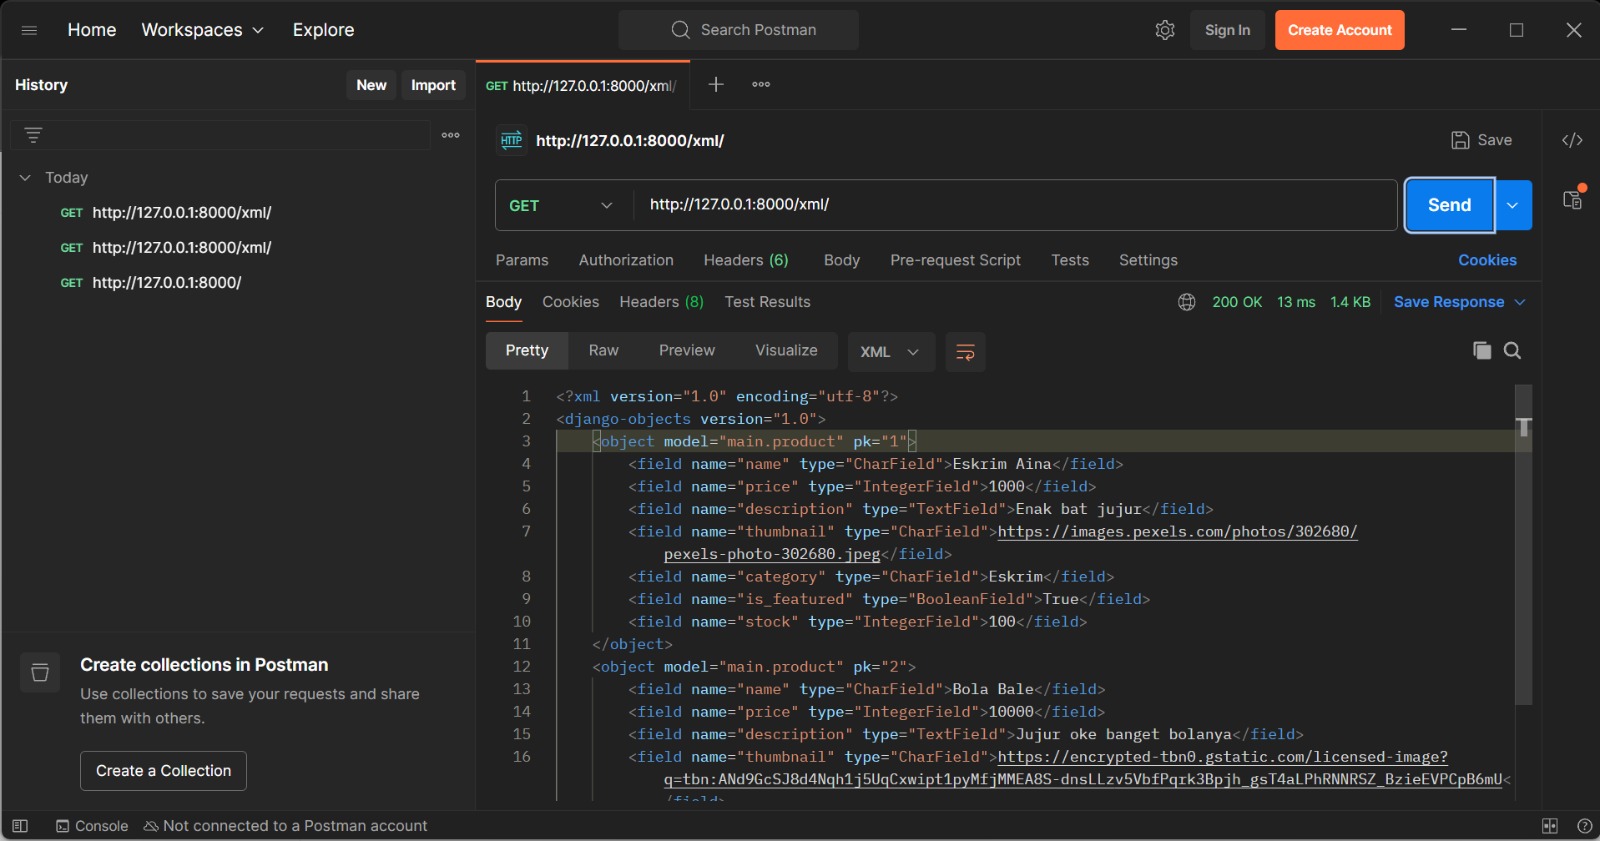 Home Workspaces Explore Search Postman Sign In Create Account
History New Import
GET http://127.0.0.1:8000/xml/
Today
GET http://127.0.0.1:8000/xml/
GET http://127.0.0.1:8000/xml/
GET http://127.0.0.1:8000/
Create collections in Postman
Use collections to save your requests and share
them with others.
Create a Collection
HTTP http://127.0.0.1:8000/xml/ Save
GET http://127.0.0.1:8000/xml/ Send
Params Authorization Headers (6) Body Pre-request Script Tests Settings Cookies
Body Cookies Headers (8) Test Results 200 OK 13 ms 1.4 KB Save Response
Pretty Raw Preview Visualize XML
1 <?xml version="1.0" encoding="utf-8"?>
2 <django-objects version="1.0">
3 <object model="main.product" pk="1">
4 <field name="name" type="CharField">Eskrim Aina</field>
5 <field name="price" type="IntegerField">1000</field>
6 <field name="description" type="TextField">Enak bat jujur</field>
7 <field name="thumbnail" type="CharField">https://images.pexels.com/photos/302680/
pexels-photo-302680.jpeg</field>
8 <field name="category" type="CharField">Eskrim</field>
9 <field name="is_featured" type="BooleanField">True</field>
10 <field name="stock" type="IntegerField">100</field>
11 </object>
12 <object model="main.product" pk="2">
13 <field name="name" type="CharField">Bola Bale</field>
14 <field name="price" type="IntegerField">10000</field>
15 <field name="description" type="TextField">Jujur oke banget bolanya</field>
16 <field name="thumbnail" type="CharField">https://encrypted-tbn0.gstatic.com/licensed-image?
q=tbn:ANd9GcSJ8d4Nqh1j5UqCxwipt1pyMfjMMEA8S-dnsLLzv5VbfPqrk3Bpjh_gsT4aLPhRNNRSZ_BzieEVPCpB6mU<
/field>
Console Not connected to a Postman account